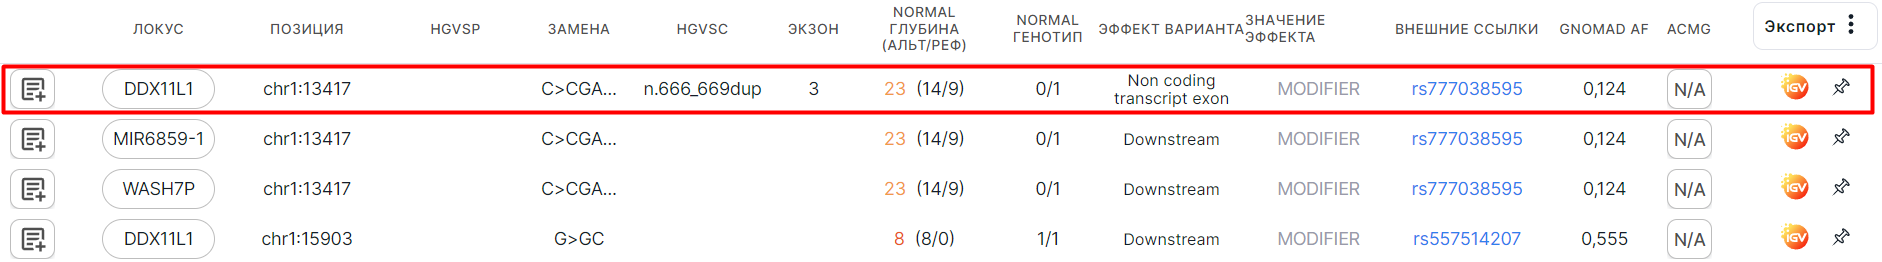 ЛОКУС ПОЗИЦИЯ HGVSP ЗАМЕНА HGVSC ЭКЗОН NORMAL ГЛУБИНА (АЛЬТ/РЕФ) NORMAL ГЕНОТИП ЭФФЕКТ ВАРИАНТА ЗНАЧЕНИЕ ЭФФЕКТА ВНЕШНИЕ ССЫЛКИ GNOMAD AF ACMG Экспорт
DDX11L1 chr1:13417 C>CGA... n.666_669dup 3 23 (14/9) 0/1 Non coding transcript exon MODIFIER rs777038595 0,124 N/A IGV
MIR6859-1 chr1:13417 C>CGA... 23 (14/9) 0/1 Downstream MODIFIER rs777038595 0,124 N/A IGV
WASH7P chr1:13417 C>CGA... 23 (14/9) 0/1 Downstream MODIFIER rs777038595 0,124 N/A IGV
DDX11L1 chr1:15903 G>GC 8 (8/0) 1/1 Downstream MODIFIER rs557514207 0,555 N/A IGV